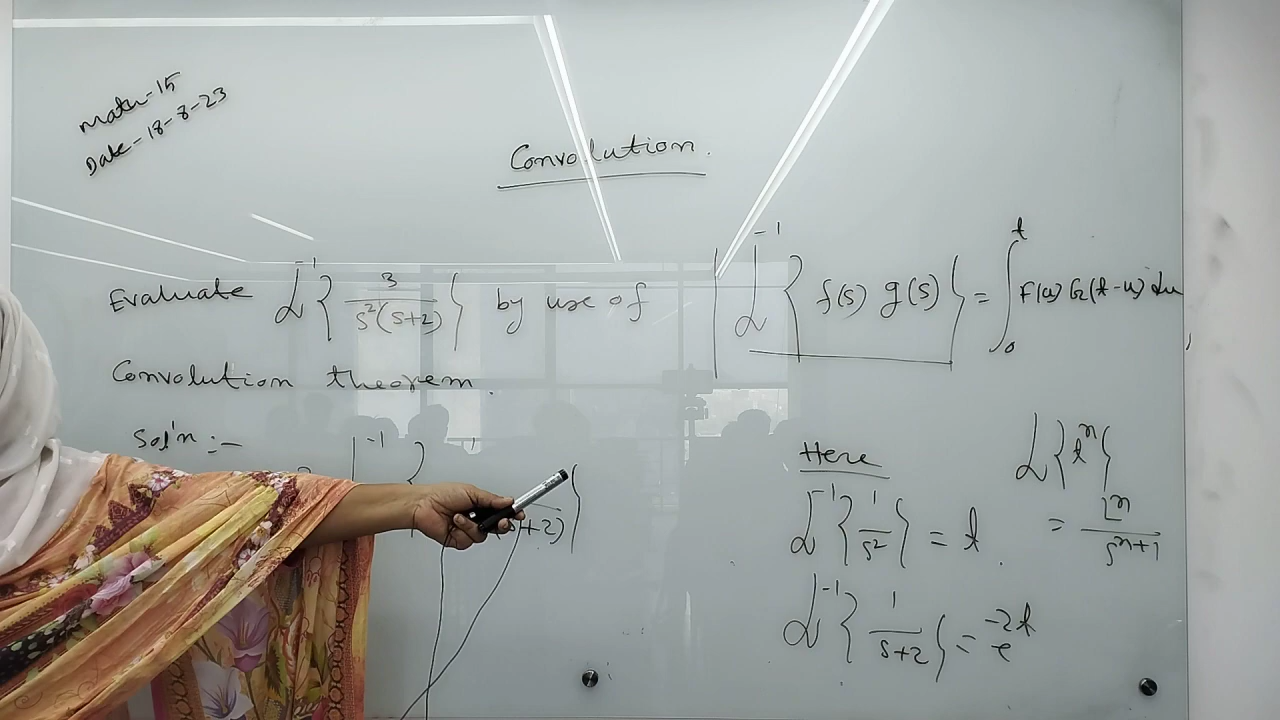 Math-15
Date-18-8-23
Convolution.
Evaluate L⁻¹{ 3/(s²(s+2)) } by use of
Convolution theorem.
L⁻¹{ f(s) g(s) } = ∫₀ᵗ F(u) G(t-u) du
Sol'n :-
Here
L⁻¹{ 1/s² } = t
L⁻¹{ 1/(s+2) } = e^(-2t)
L{ tⁿ }
= ∟n/s^(n+1)